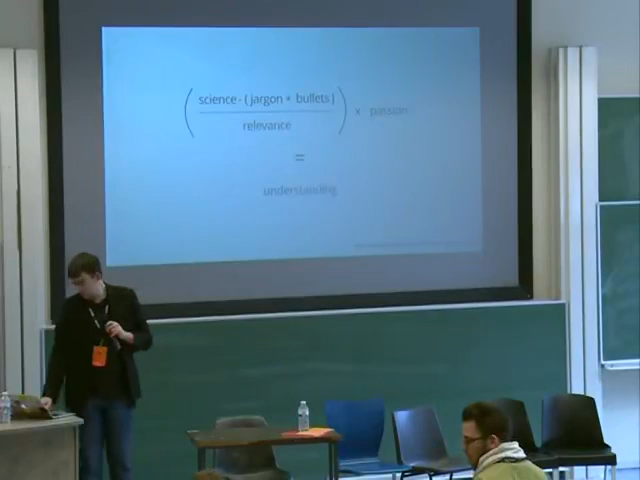 science - (jargon + bullets)
relevance
x passion
=
understanding